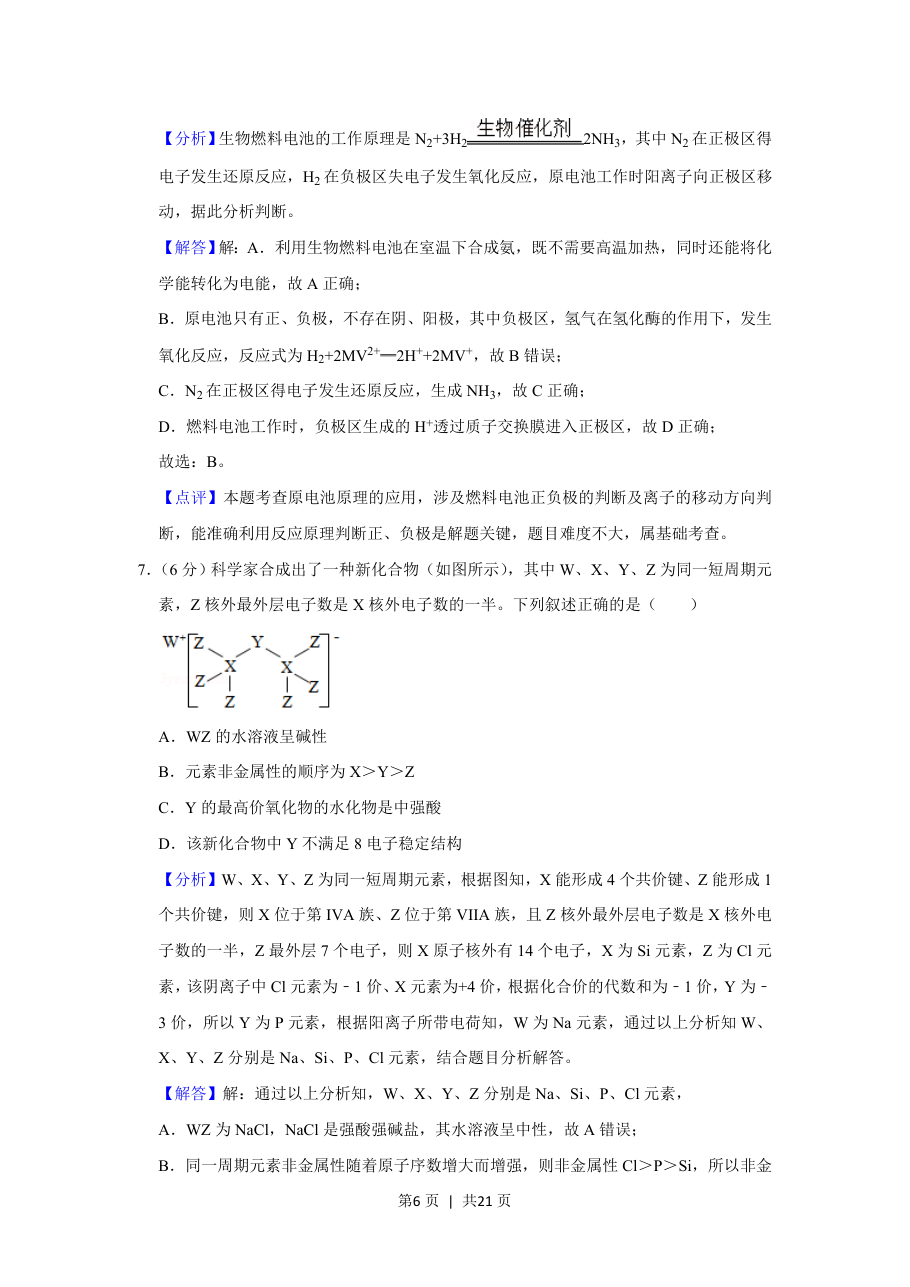 【分析】生物燃料电池的工作原理是 N2+3H2 生物催化剂 2NH3，其中 N2 在正极区得
电子发生还原反应，H2 在负极区失电子发生氧化反应，原电池工作时阳离子向正极区移
动，据此分析判断。
【解答】解：A．利用生物燃料电池在室温下合成氨，既不需要高温加热，同时还能将化
学能转化为电能，故 A 正确；
B．原电池只有正、负极，不存在阴、阳极，其中负极区，氢气在氢化酶的作用下，发生
氧化反应，反应式为 H2+2MV2+═2H++2MV+，故 B 错误；
C．N2 在正极区得电子发生还原反应，生成 NH3，故 C 正确；
D．燃料电池工作时，负极区生成的 H+透过质子交换膜进入正极区，故 D 正确；
故选：B。
【点评】本题考查原电池原理的应用，涉及燃料电池正负极的判断及离子的移动方向判
断，能准确利用反应原理判断正、负极是解题关键，题目难度不大，属基础考查。
7．（6 分）科学家合成出了一种新化合物（如图所示），其中 W、X、Y、Z 为同一短周期元
素，Z 核外最外层电子数是 X 核外电子数的一半。下列叙述正确的是（　　）
W+ Z Y Z -
X X
Z Z
Z Z
A．WZ 的水溶液呈碱性
B．元素非金属性的顺序为 X＞Y＞Z
C．Y 的最高价氧化物的水化物是中强酸
D．该新化合物中 Y 不满足 8 电子稳定结构
【分析】W、X、Y、Z 为同一短周期元素，根据图知，X 能形成 4 个共价键、Z 能形成 1
个共价键，则 X 位于第 IVA 族、Z 位于第 VIIA 族，且 Z 核外最外层电子数是 X 核外电
子数的一半，Z 最外层 7 个电子，则 X 原子核外有 14 个电子，X 为 Si 元素，Z 为 Cl 元
素，该阴离子中 Cl 元素为﹣1 价、X 元素为+4 价，根据化合价的代数和为﹣1 价，Y 为﹣
3 价，所以 Y 为 P 元素，根据阳离子所带电荷知，W 为 Na 元素，通过以上分析知 W、
X、Y、Z 分别是 Na、Si、P、Cl 元素，结合题目分析解答。
【解答】解：通过以上分析知，W、X、Y、Z 分别是 Na、Si、P、Cl 元素，
A．WZ 为 NaCl，NaCl 是强酸强碱盐，其水溶液呈中性，故 A 错误；
B．同一周期元素非金属性随着原子序数增大而增强，则非金属性 Cl＞P＞Si，所以非金
第6页 | 共21页